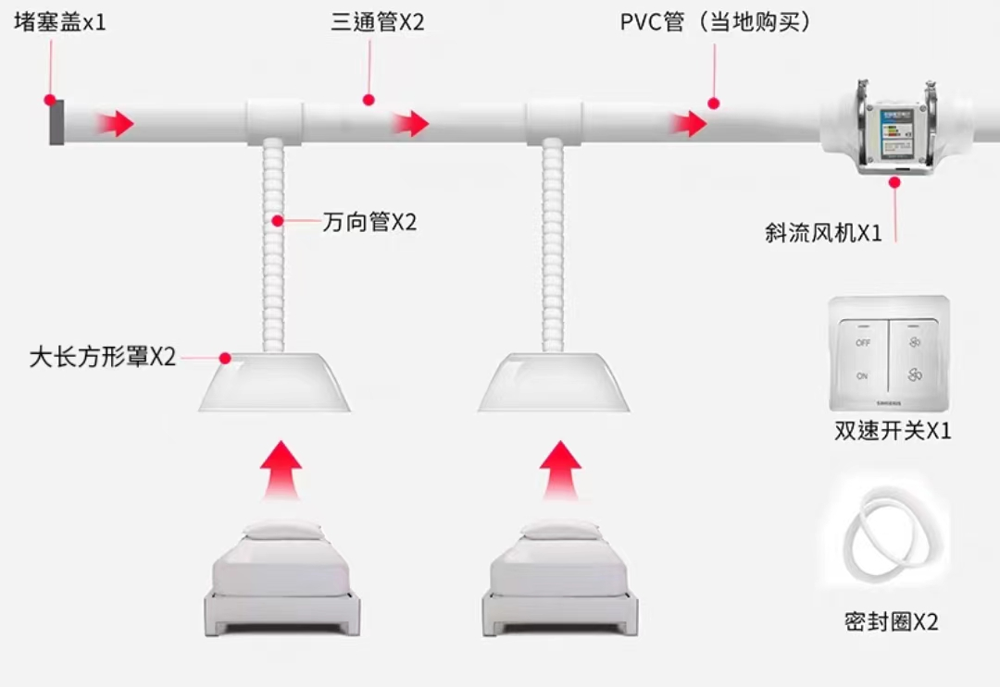 堵塞盖x1
三通管X2
PVC管（当地购买）
万向管X2
斜流风机X1
大长方形罩X2
OFF
ON
双速开关X1
密封圈X2